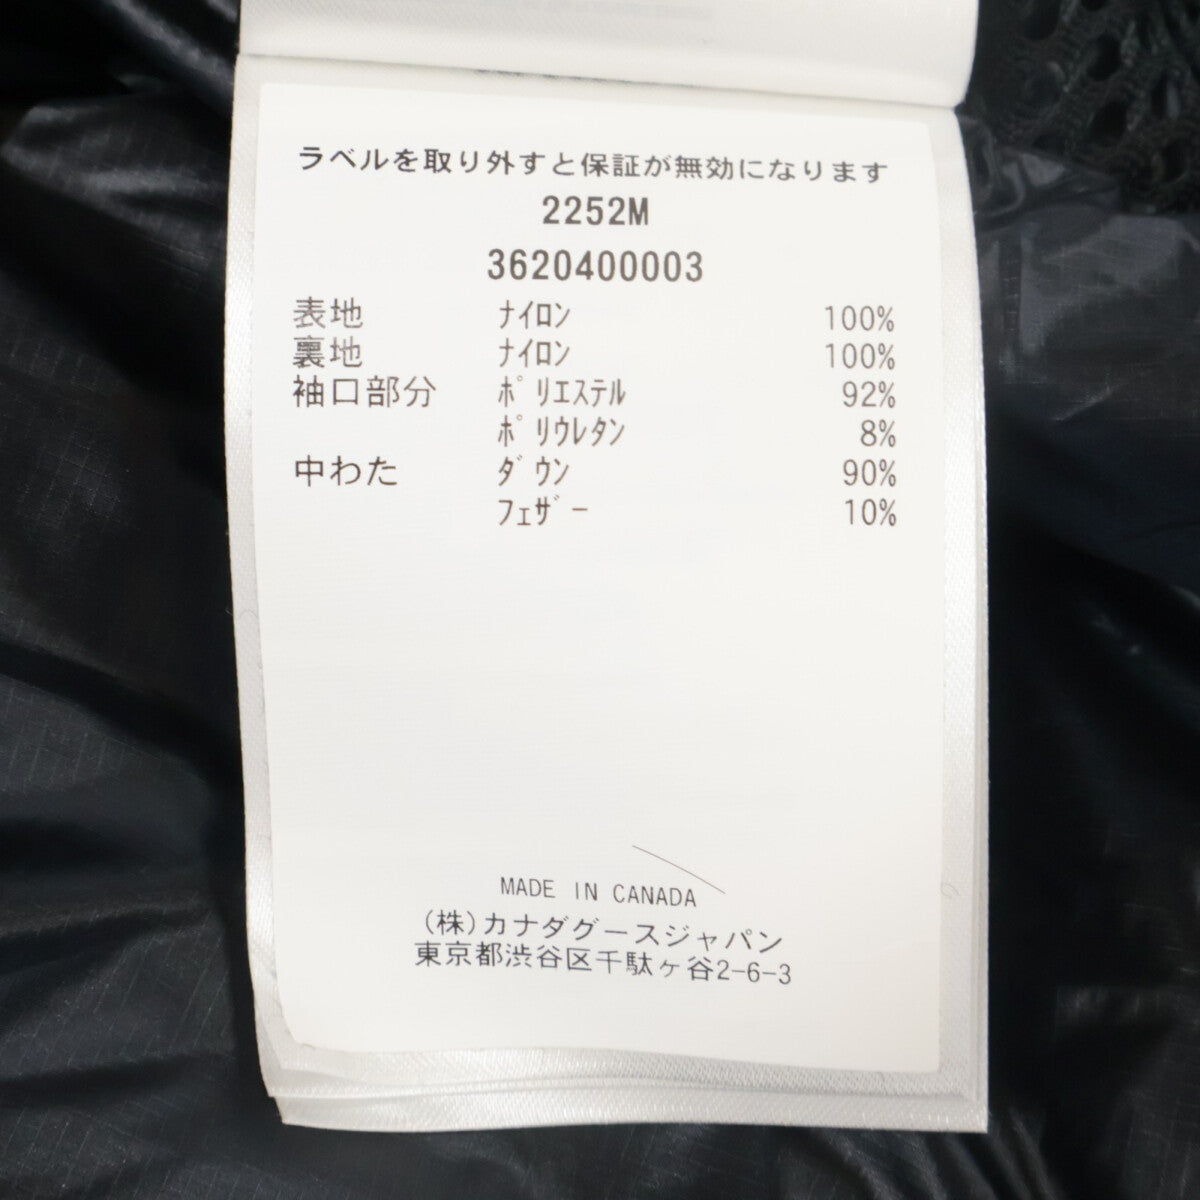 ラベルを取り外すと保証が無効になります
2252M
3620400003
表地 ナイロン 100%
裏地 ナイロン 100%
袖口部分 ポリエステル 92%
ポリウレタン 8%
中わた ダウン 90%
フェザー 10%
MADE IN CANADA
(株)カナダグースジャパン
東京都渋谷区千駄ヶ谷2-6-3